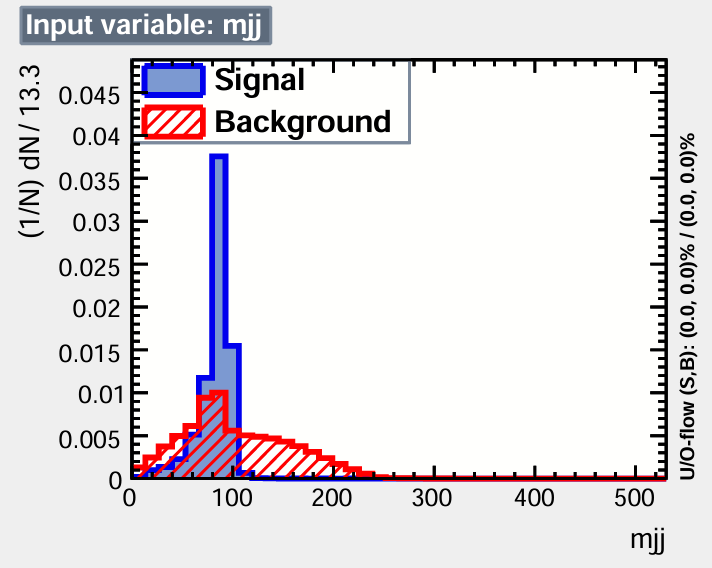 Input variable: mjj
(1/N) dN / 13.3
0.045
0.04
0.035
0.03
0.025
0.02
0.015
0.01
0.005
0
Signal
Background
0 100 200 300 400 500
mjj
U/O-flow (S,B): (0.0, 0.0)% / (0.0, 0.0)%